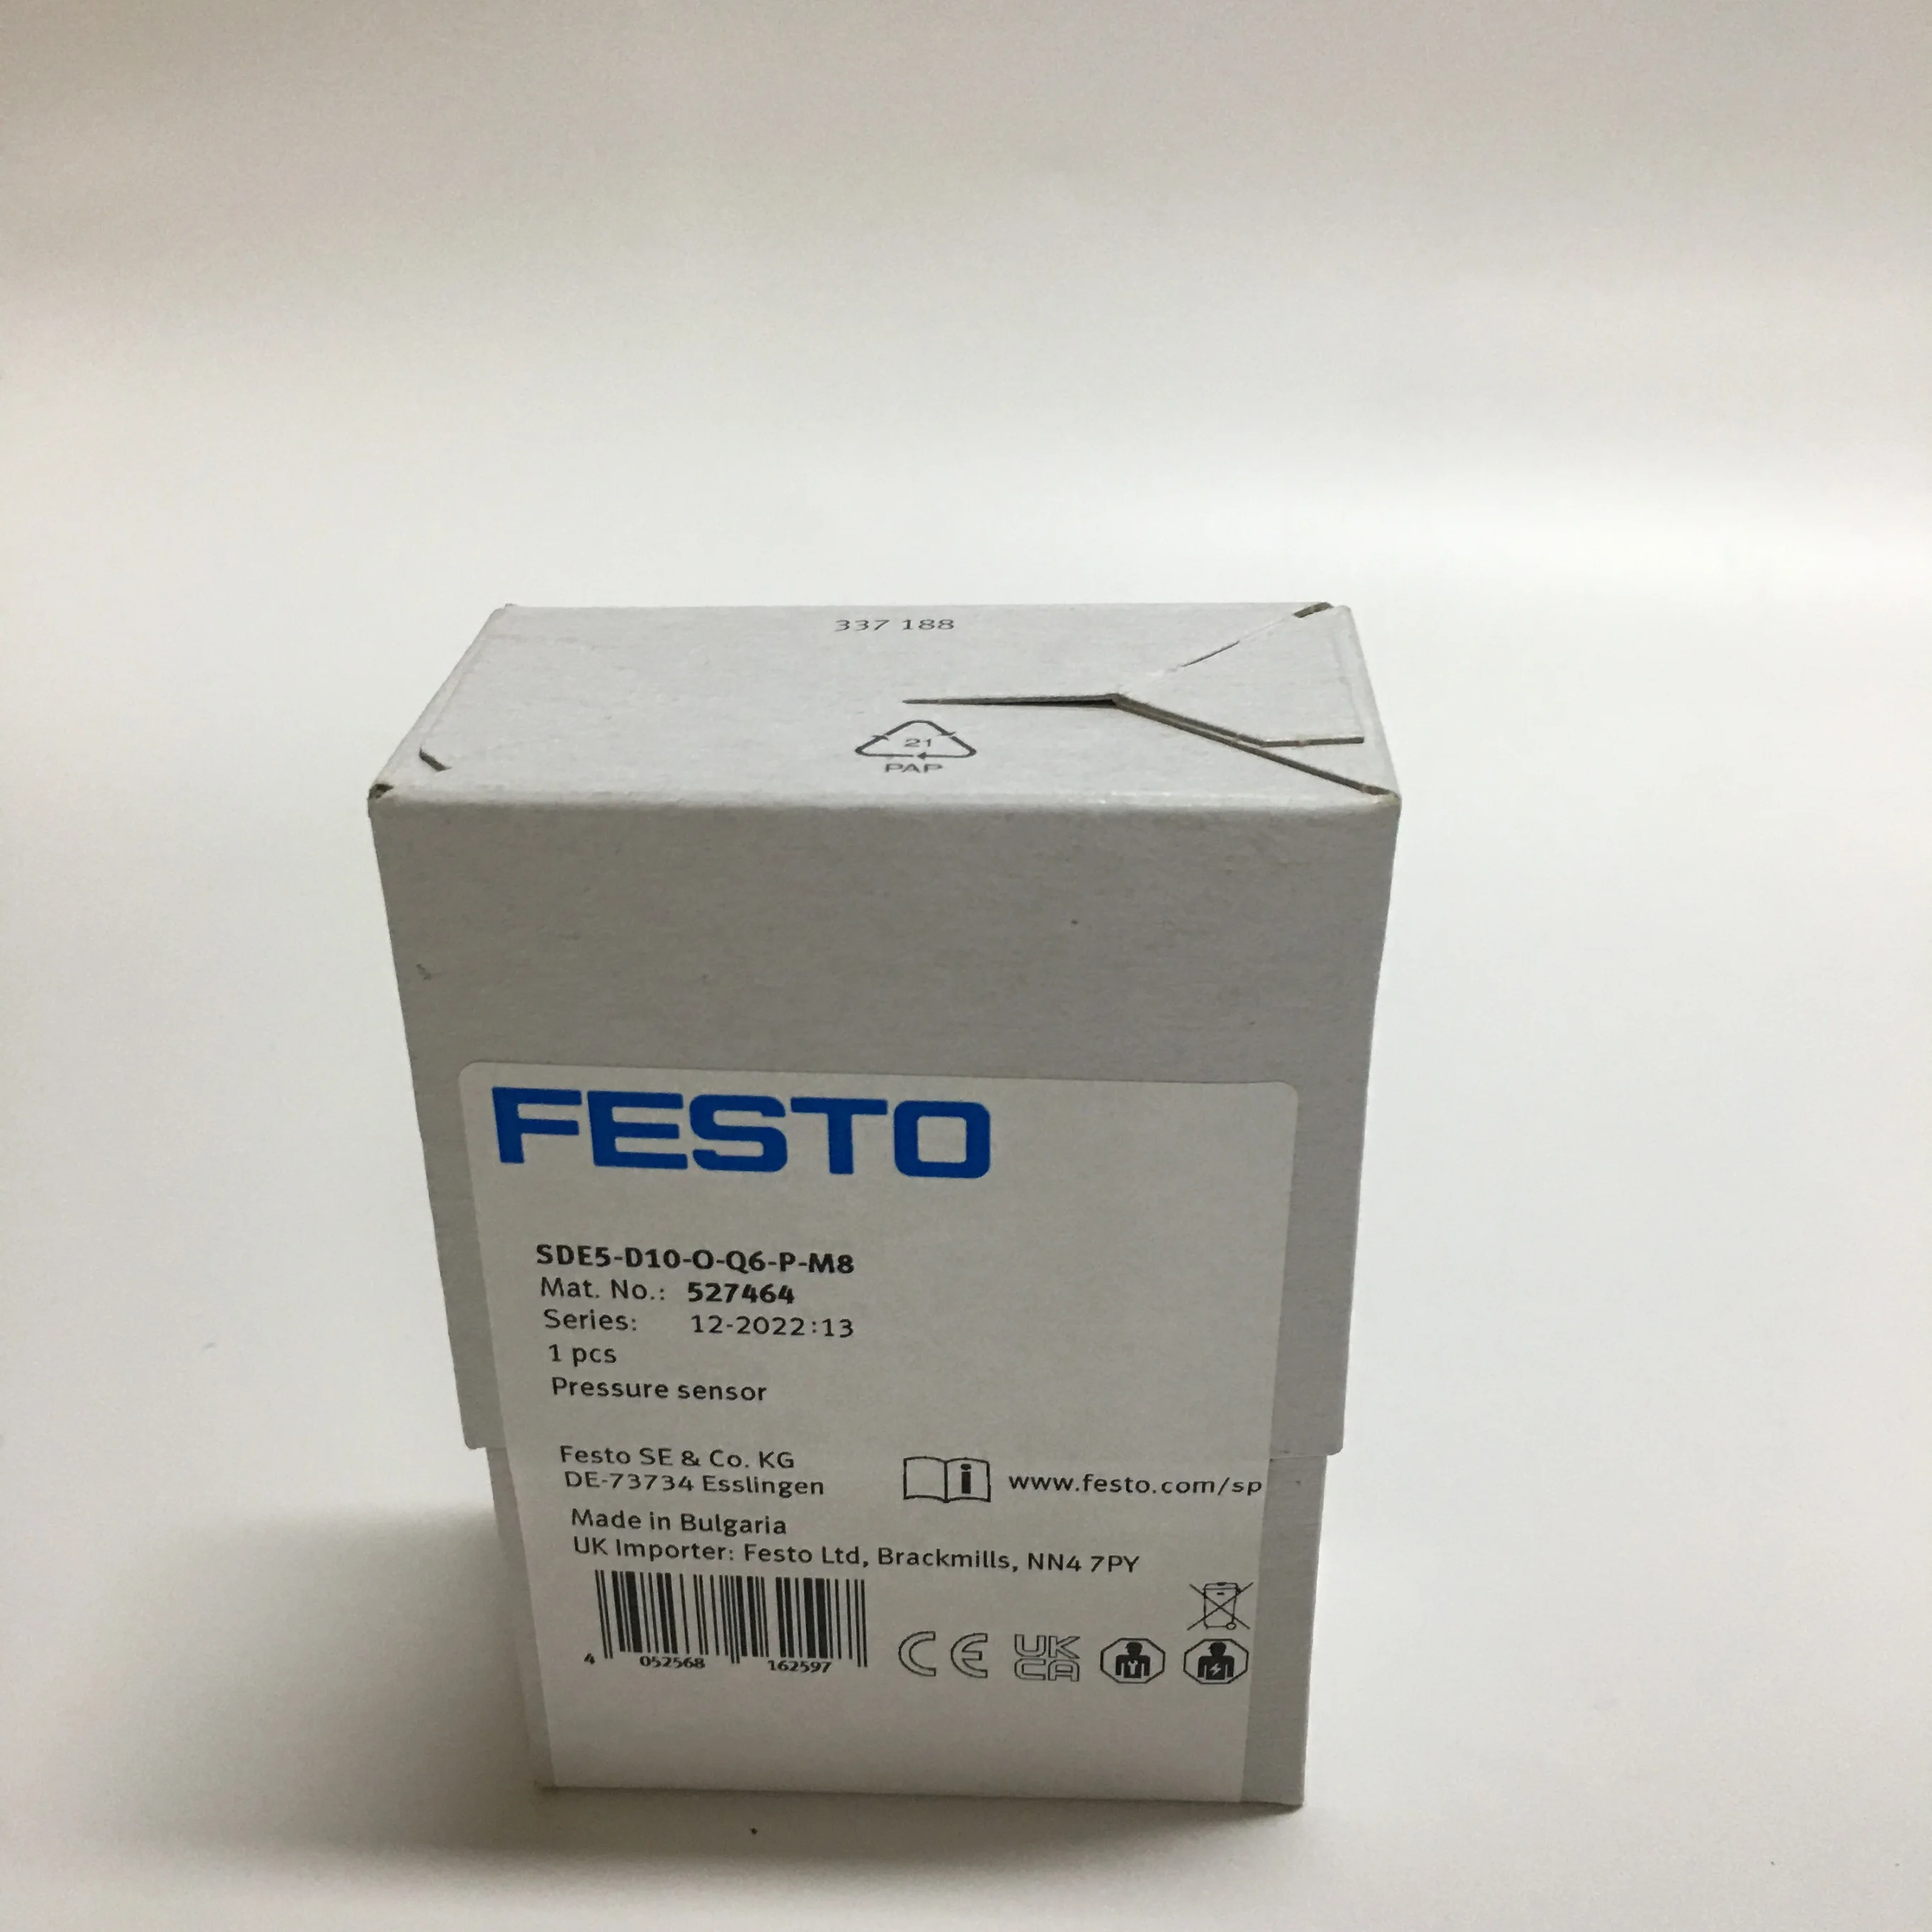 337 188
21
PAP
FESTO
SDE5-D10-O-Q6-P-M8
Mat. No.: 527464
Series: 12-2022:13
1 pcs
Pressure sensor
Festo SE & Co. KG
DE-73734 Esslingen
i www.festo.com/sp
Made in Bulgaria
UK Importer: Festo Ltd, Brackmills, NN4 7PY
4 052568 162597
CE UK
CA